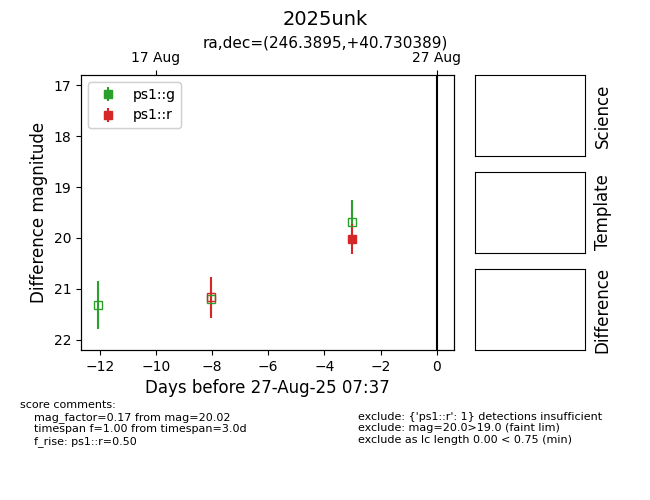 2025unk
ra,dec=(246.3895,+40.730389)
17 Aug
27 Aug
ps1::g
ps1::r
17
18
19
20
21
22
Difference magnitude
−12
−10
−8
−6
−4
−2
0
Days before 27-Aug-25 07:37
Science
Template
Difference
score comments:
mag_factor=0.17 from mag=20.02
timespan f=1.00 from timespan=3.0d
f_rise: ps1::r=0.50
exclude: {'ps1::r': 1} detections insufficient
exclude: mag=20.0>19.0 (faint lim)
exclude as lc length 0.00 < 0.75 (min)